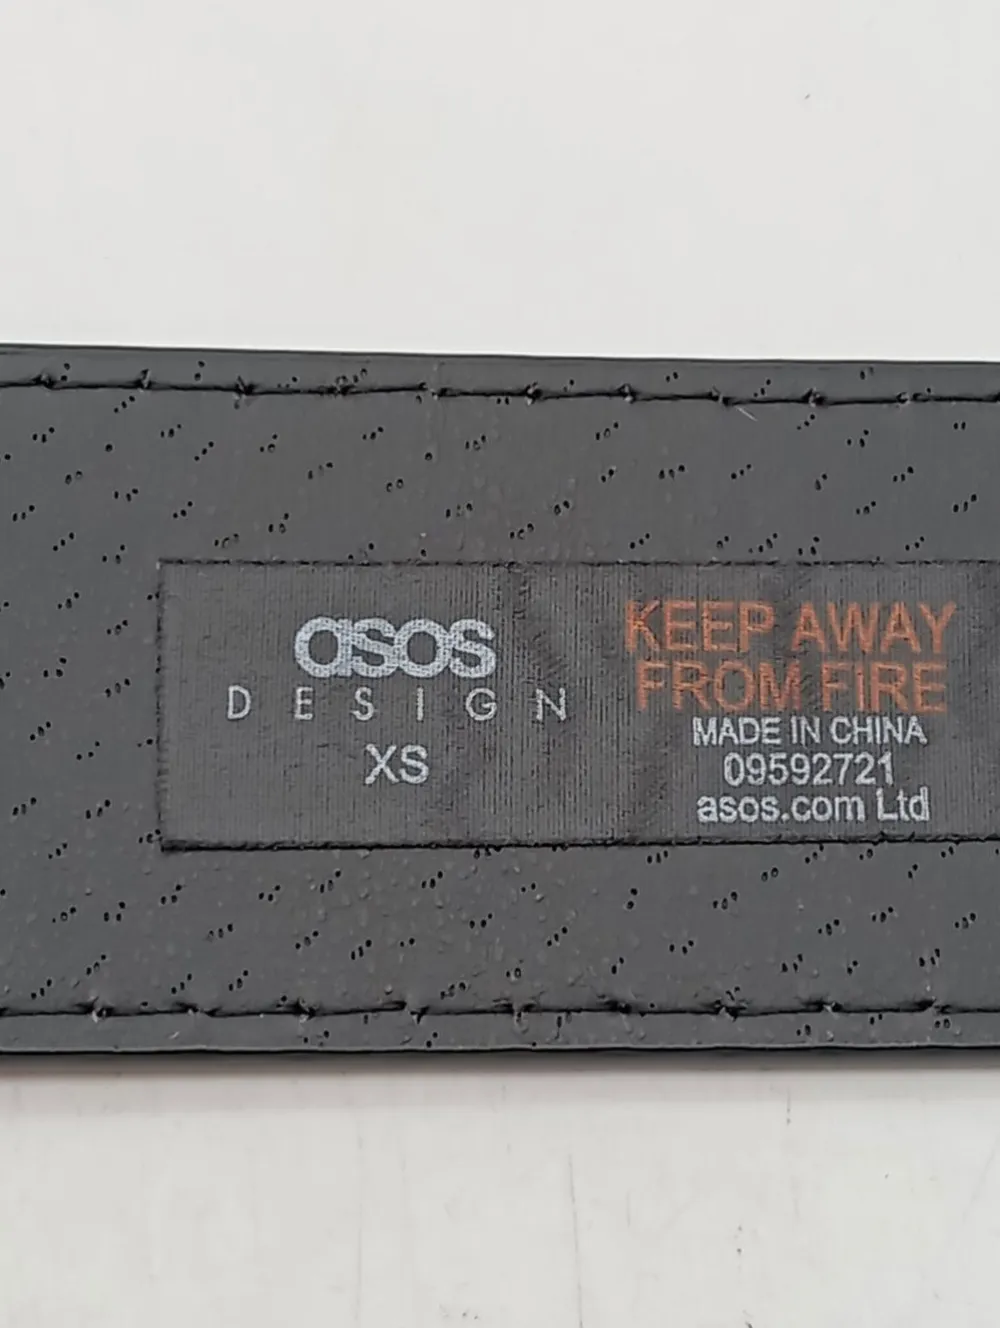 asos
DESIGN
XS
KEEP AWAY
FROM FIRE
MADE IN CHINA
09592721
asos.com Ltd